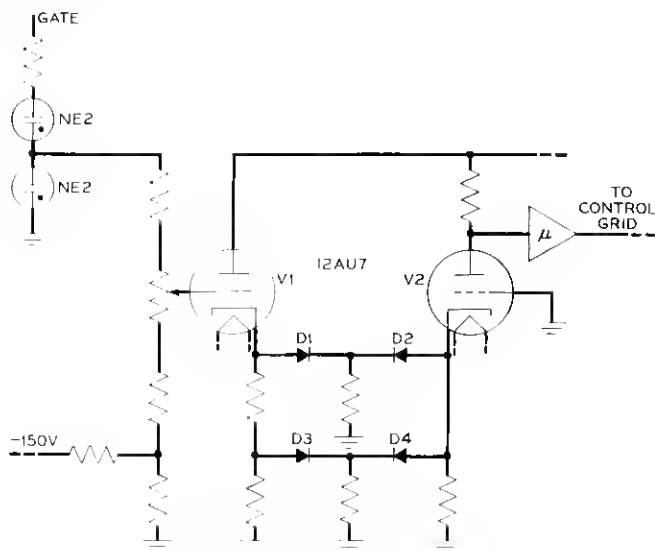 GATE
NE2
NE2
TO
CONTROL
GRID
μ
12AU7
V1
V2
D1
D2
D3
D4
-150V